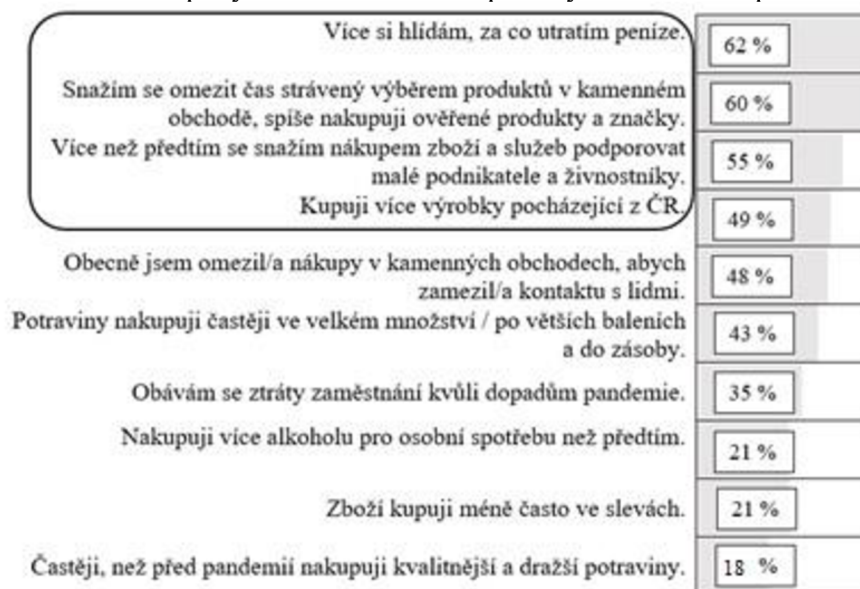 Více si hlídám, za co utratím peníze.
62 %
Snažím se omezit čas strávený výběrem produktů v kamenném
obchodě, spíše nakupuji ověřené produkty a značky.
60 %
Více než předtím se snažím nákupem zboží a služeb podporovat
malé podnikatele a živnostníky.
55 %
Kupuji více výrobky pocházející z ČR.
49 %
Obecně jsem omezil/a nákupy v kamenných obchodech, abych
zamezil/a kontaktu s lidmi.
48 %
Potraviny nakupuji častěji ve velkém množství / po větších baleních
a do zásoby.
43 %
Obávám se ztráty zaměstnání kvůli dopadům pandemie.
35 %
Nakupuji více alkoholu pro osobní spotřebu než předtím.
21 %
Zboží kupuji méně často ve slevách.
21 %
Častěji, než před pandemií nakupuji kvalitnější a dražší potraviny.
18 %